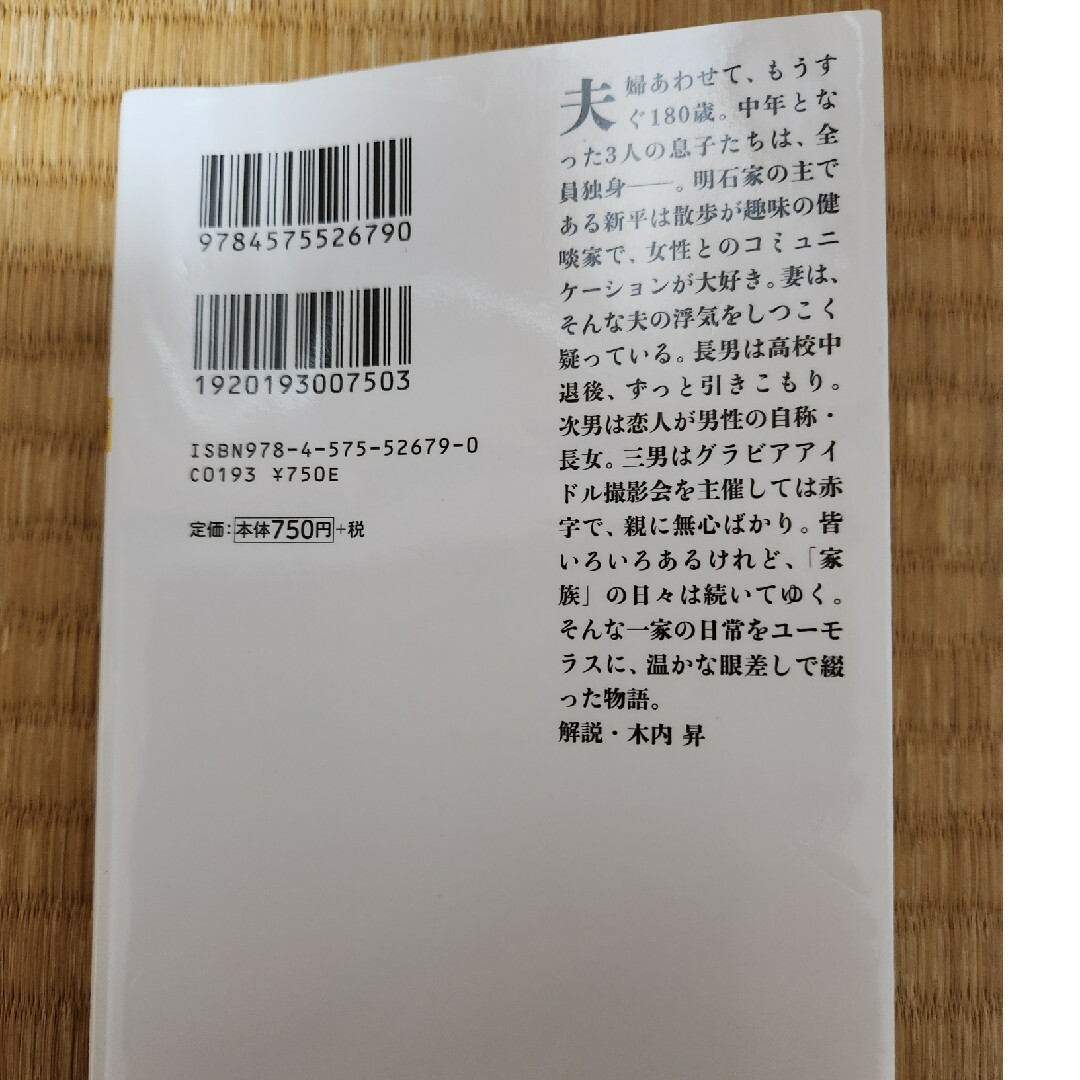 9784575526790
1920193007503
ISBN978-4-575-52679-0
C0193 ¥750E
定価：本体750円+税
夫婦あわせて、もうす
ぐ180歳。中年とな
った3人の息子たちは、全
員独身――。明石家の主で
ある新平は散歩が趣味の健
啖家で、女性とのコミュニ
ケーションが大好き。妻は、
そんな夫の浮気をしつこく
疑っている。長男は高校中
退後、ずっと引きこもり。
次男は恋人が男性の自称・
長女。三男はグラビアアイ
ドル撮影会を主催しては赤
字で、親に無心ばかり。皆
いろいろあるけれど、「家
族」の日々は続いてゆく。
そんな一家の日常をユーモ
ラスに、温かな眼差しで綴
った物語。
解説・木内 昇